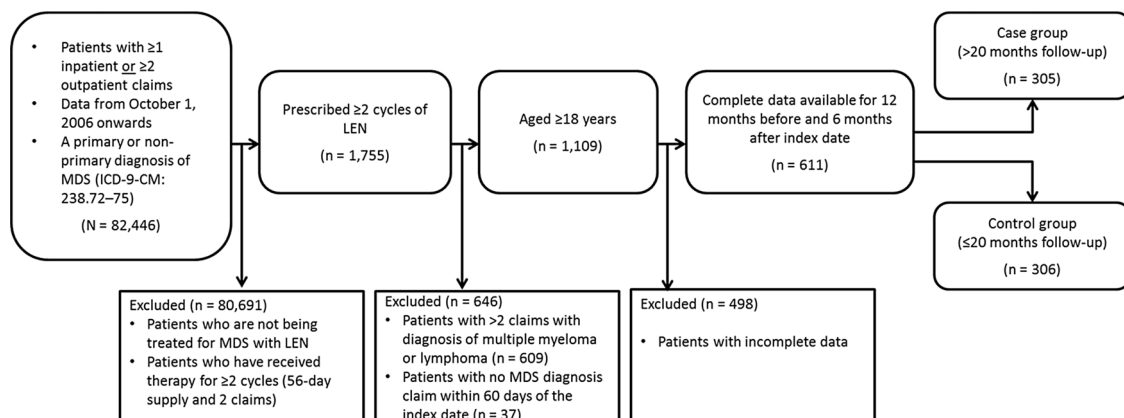 • Patients with ≥1
inpatient or ≥2
outpatient claims
• Data from October 1,
2006 onwards
• A primary or non-
primary diagnosis of
MDS (ICD-9-CM:
238.72–75)
(N = 82,446)
Prescribed ≥2 cycles of
LEN
(n = 1,755)
Aged ≥18 years
(n = 1,109)
Complete data available for 12
months before and 6 months
after index date
(n = 611)
Case group
(>20 months follow-up)
(n = 305)
Control group
(≤20 months follow-up)
(n = 306)
Excluded (n = 80,691)
• Patients who are not being
treated for MDS with LEN
• Patients who have received
therapy for ≥2 cycles (56-day
supply and 2 claims)
Excluded (n = 646)
• Patients with >2 claims with
diagnosis of multiple myeloma
or lymphoma (n = 609)
• Patients with no MDS diagnosis
claim within 60 days of the
index date (n = 37)
Excluded (n = 498)
• Patients with incomplete data